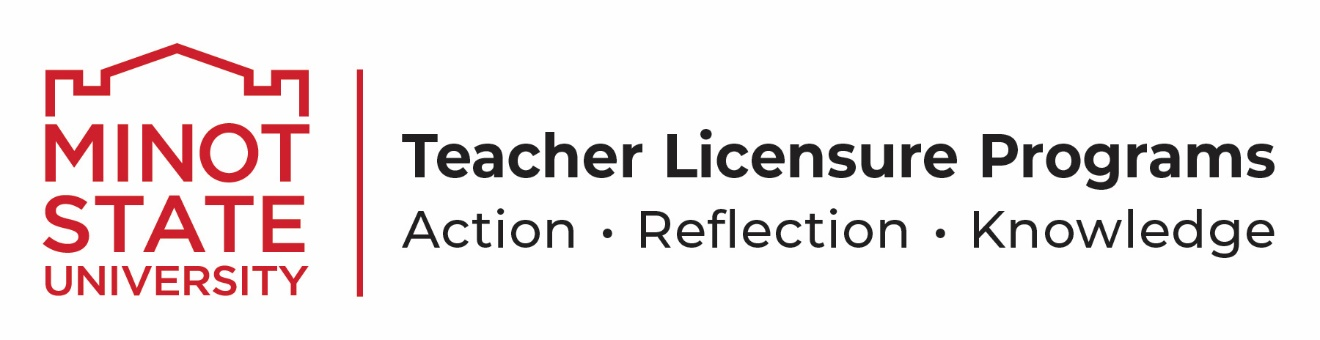 MINOT
STATE
UNIVERSITY
Teacher Licensure Programs
Action • Reflection • Knowledge